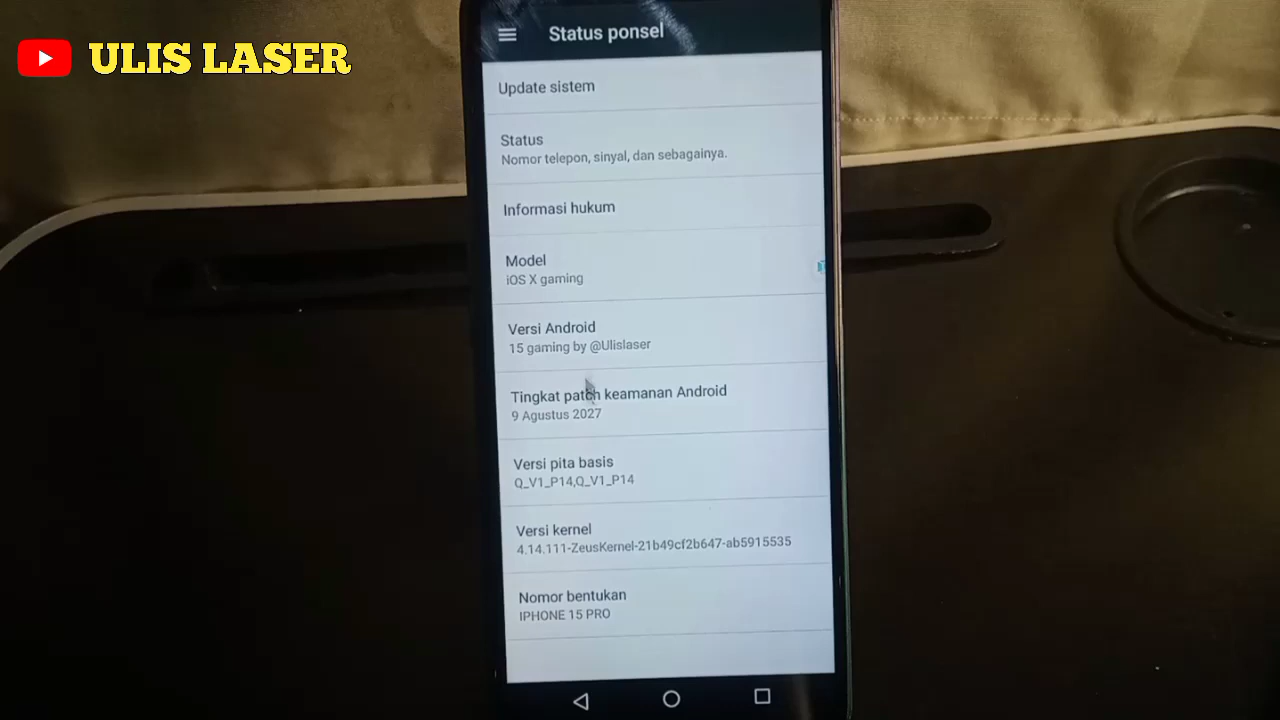 ULIS LASER
Status ponsel
Update sistem
Status
Nomor telepon, sinyal, dan sebagainya.
Informasi hukum
Model
iOS X gaming
Versi Android
15 gaming by @Ulislaser
Tingkat patch keamanan Android
9 Agustus 2027
Versi pita basis
Q_V1_P14,Q_V1_P14
Versi kernel
4.14.111-ZeusKernel-21b49cf2b647-ab5915535
Nomor bentukan
IPHONE 15 PRO